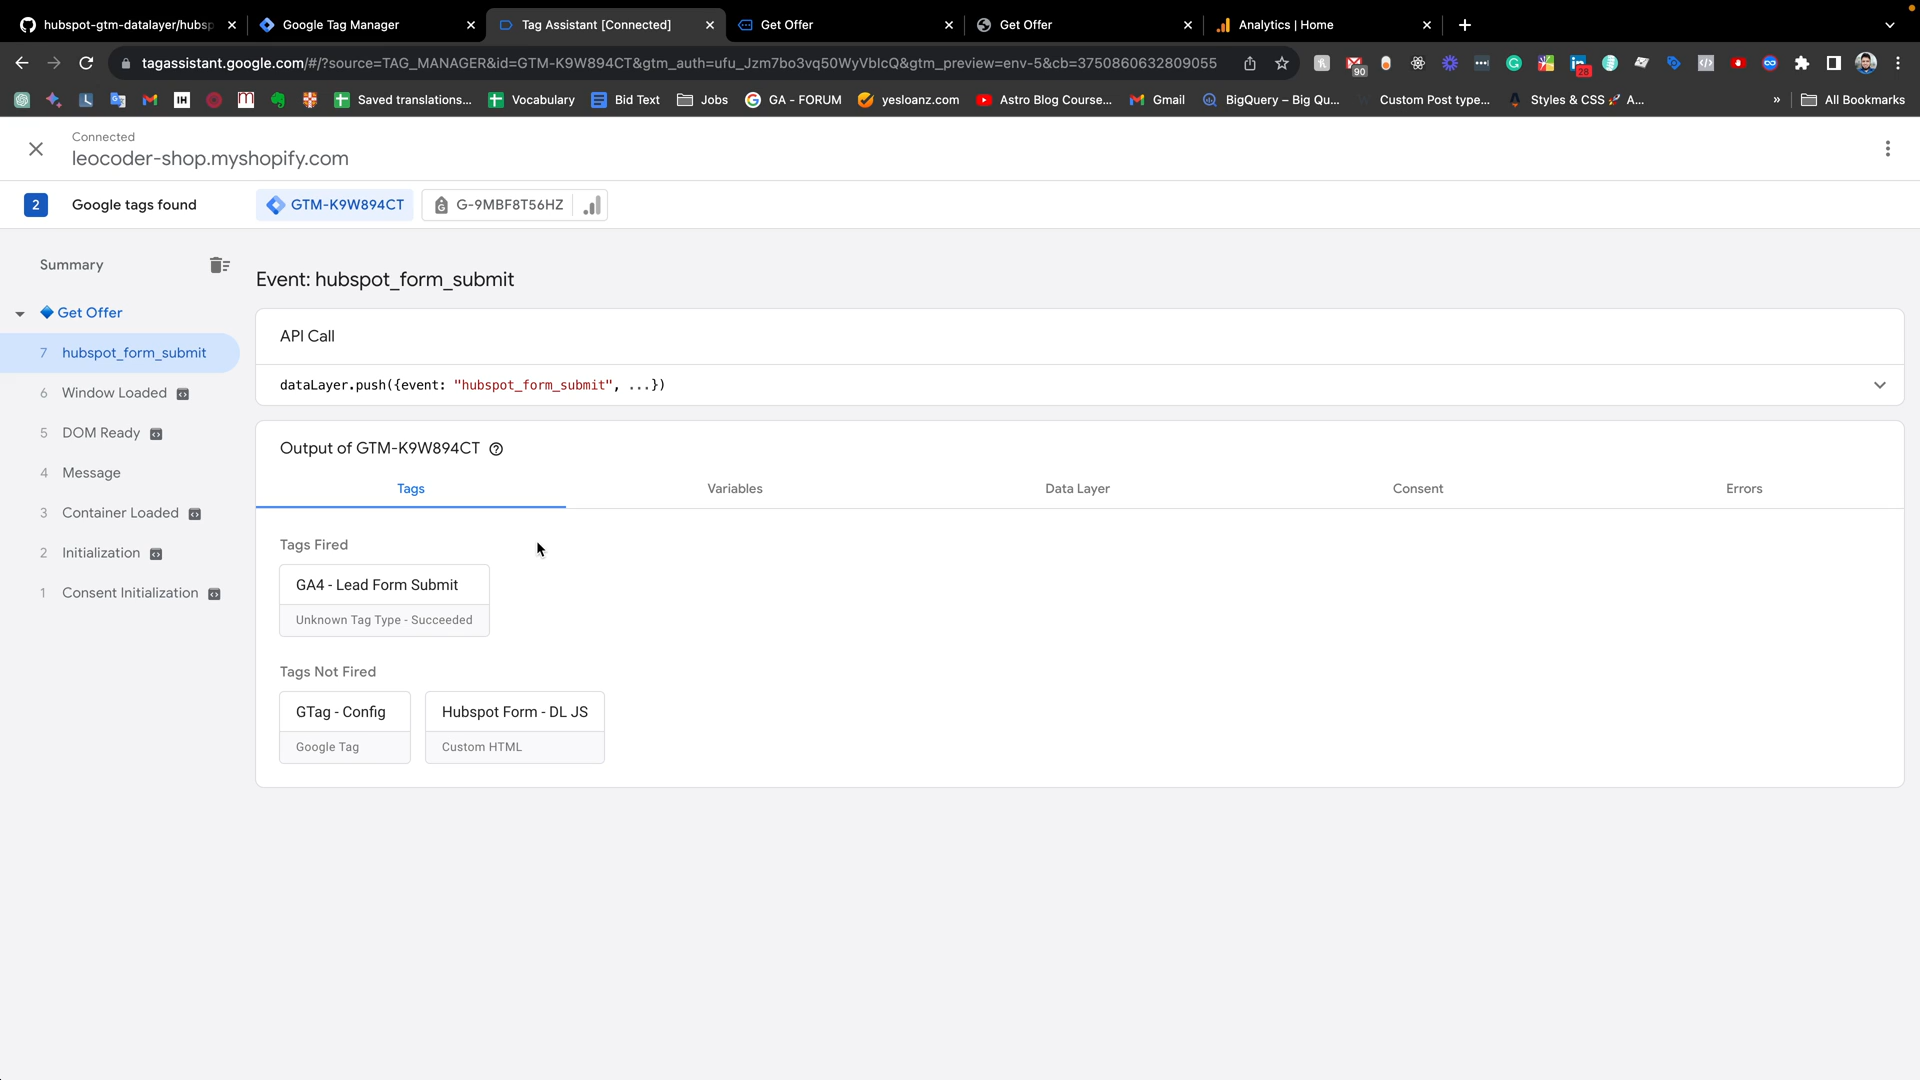 hubspot-gtm-datalayer/hubsp
Google Tag Manager
Tag Assistant [Connected]
Get Offer
Get Offer
Analytics | Home
tagassistant.google.com/#/?source=TAG_MANAGER&id=GTM-K9W894CT&gtm_auth=ufu_Jzm7bo3vq50WyVbIcQ&gtm_preview=env-5&cb=3750860632809055
90
28
IH
Saved translations...
Vocabulary
Bid Text
Jobs
GA - FORUM
yesloanz.com
Astro Blog Course...
Gmail
BigQuery – Big Qu...
Custom Post type...
Styles & CSS 🚀 A...
»
All Bookmarks
Connected
leocoder-shop.myshopify.com
2 Google tags found
GTM-K9W894CT
G-9MBF8T56HZ
Summary
Get Offer
7 hubspot_form_submit
6 Window Loaded
5 DOM Ready
4 Message
3 Container Loaded
2 Initialization
1 Consent Initialization
Event: hubspot_form_submit
API Call
dataLayer.push({event: "hubspot_form_submit", ...})
Output of GTM-K9W894CT
Tags
Variables
Data Layer
Consent
Errors
Tags Fired
GA4 - Lead Form Submit
Unknown Tag Type - Succeeded
Tags Not Fired
GTag - Config
Google Tag
Hubspot Form - DL JS
Custom HTML